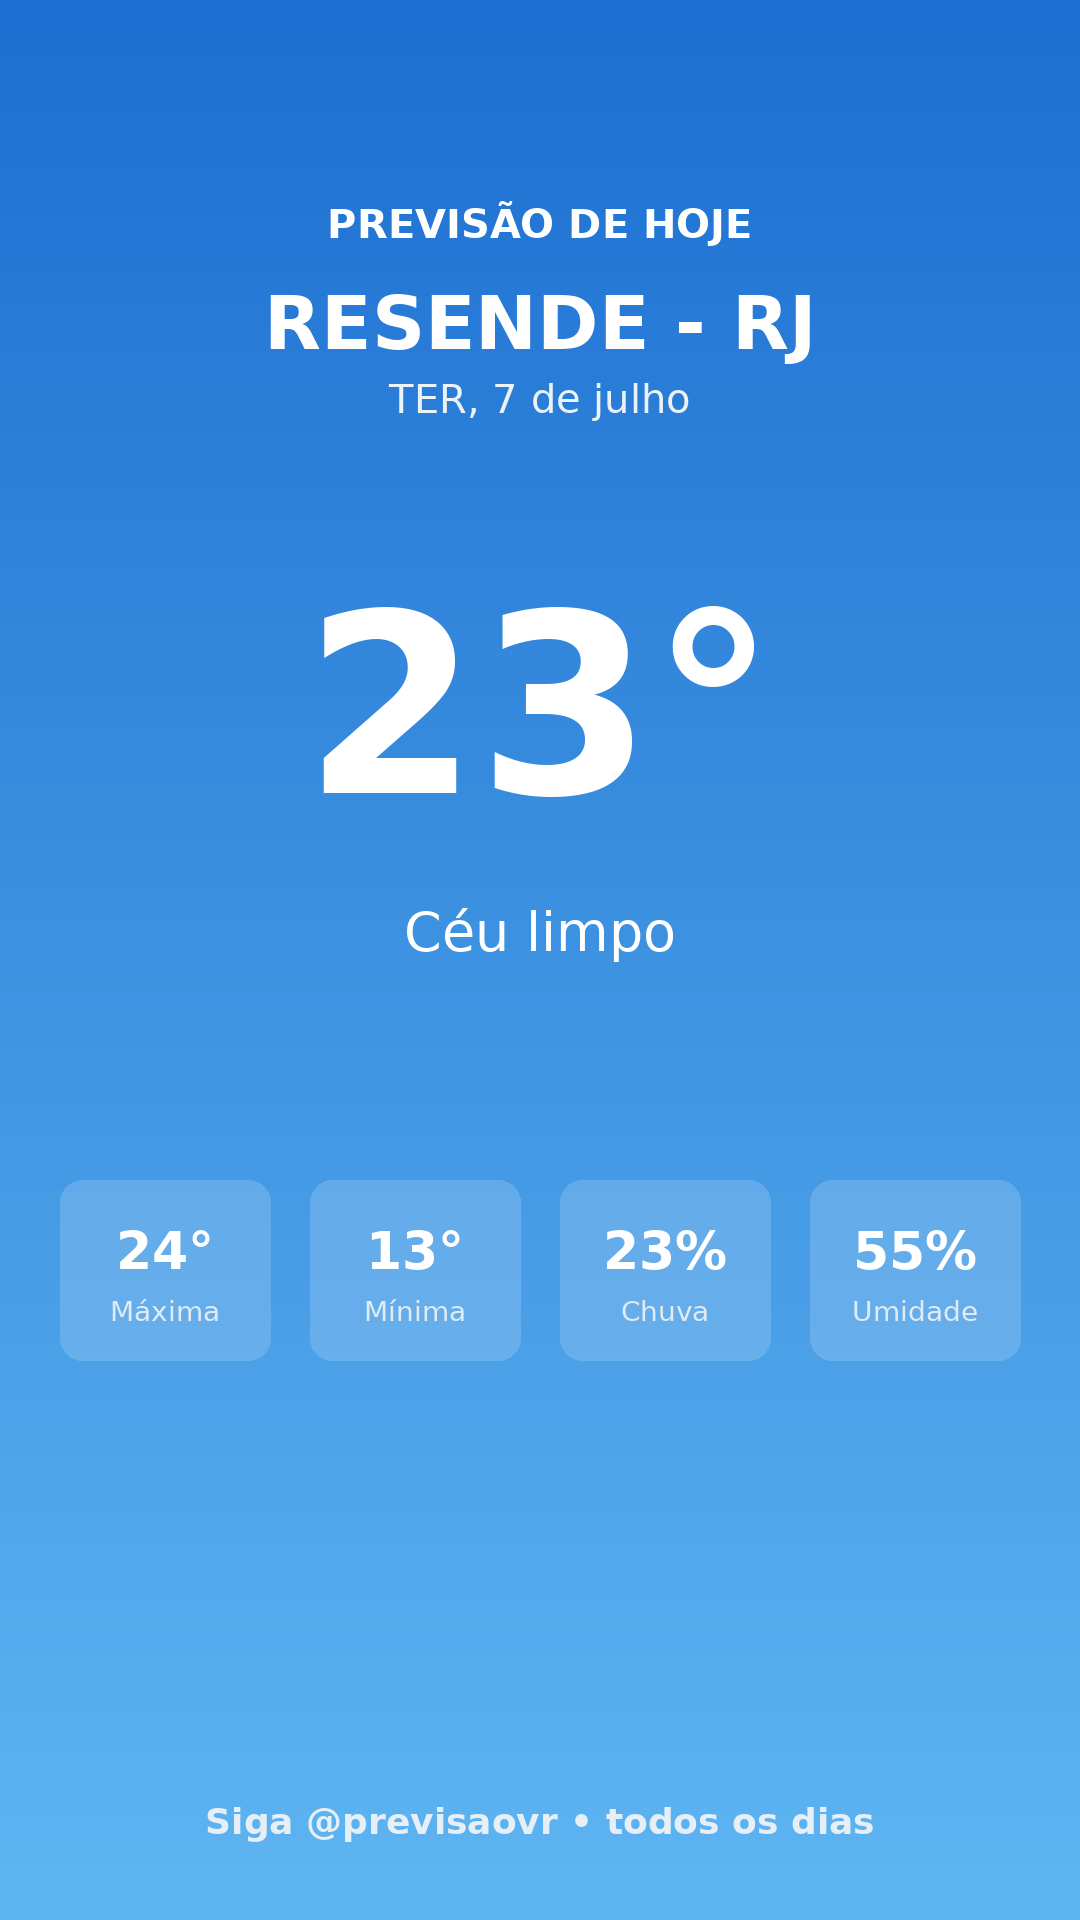 PREVISÃO DE HOJE
RESENDE - RJ
TER, 7 de julho
23°
Céu limpo
24° 13° 23% 55%
Máxima Mínima Chuva Umidade
Siga @previsaovr • todos os dias